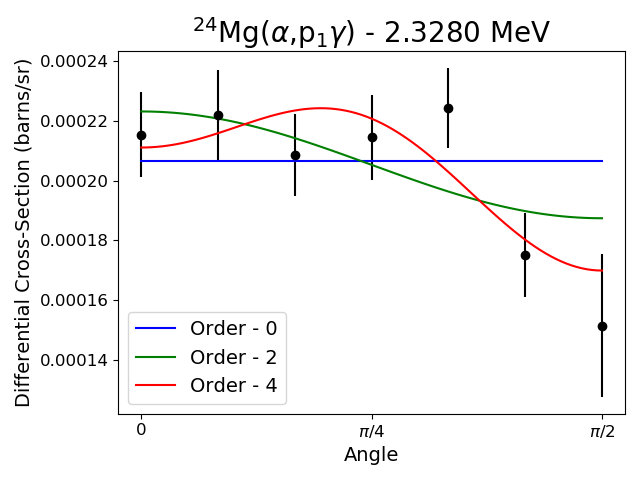 ²⁴Mg(α,p₁γ) - 2.3280 MeV
Differential Cross-Section (barns/sr)
0.00024
0.00022
0.00020
0.00018
0.00016
0.00014
Order - 0
Order - 2
Order - 4
0
π/4
π/2
Angle